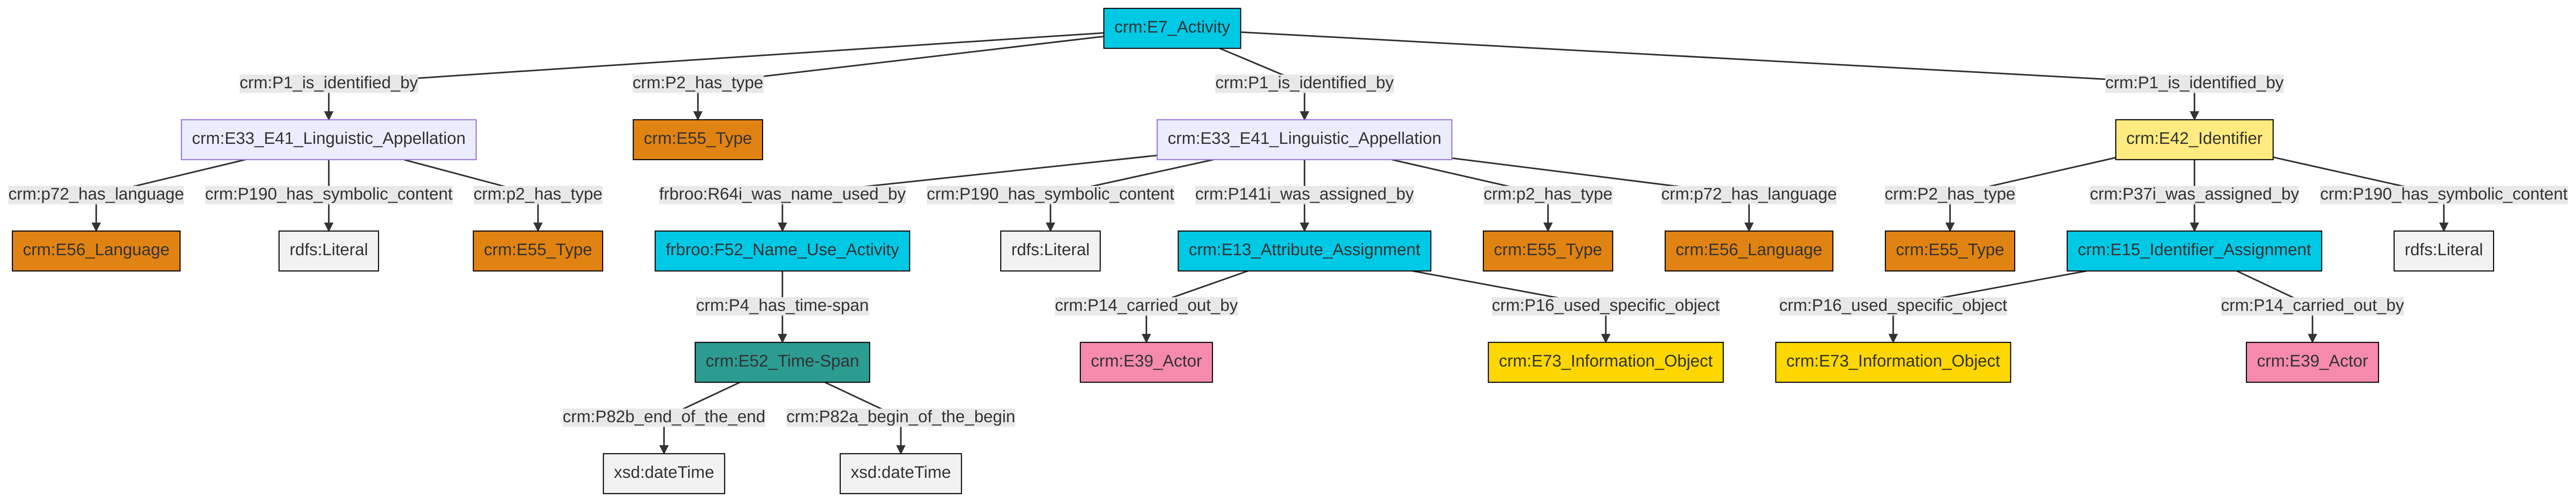 crm:E7_Activity
crm:P1_is_identified_by
crm:P2_has_type
crm:P1_is_identified_by
crm:P1_is_identified_by
crm:E33_E41_Linguistic_Appellation
crm:E55_Type
crm:E33_E41_Linguistic_Appellation
crm:E42_Identifier
crm:p72_has_language
crm:P190_has_symbolic_content
crm:p2_has_type
frbroo:R64i_was_name_used_by
crm:P190_has_symbolic_content
crm:P141i_was_assigned_by
crm:p2_has_type
crm:p72_has_language
crm:P2_has_type
crm:P37i_was_assigned_by
crm:P190_has_symbolic_content
crm:E56_Language
rdfs:Literal
crm:E55_Type
frbroo:F52_Name_Use_Activity
rdfs:Literal
crm:E13_Attribute_Assignment
crm:E55_Type
crm:E56_Language
crm:E55_Type
crm:E15_Identifier_Assignment
rdfs:Literal
crm:P4_has_time-span
crm:P14_carried_out_by
crm:P16_used_specific_object
crm:P16_used_specific_object
crm:P14_carried_out_by
crm:E52_Time-Span
crm:E39_Actor
crm:E73_Information_Object
crm:E73_Information_Object
crm:E39_Actor
crm:P82b_end_of_the_end
crm:P82a_begin_of_the_begin
xsd:dateTime
xsd:dateTime